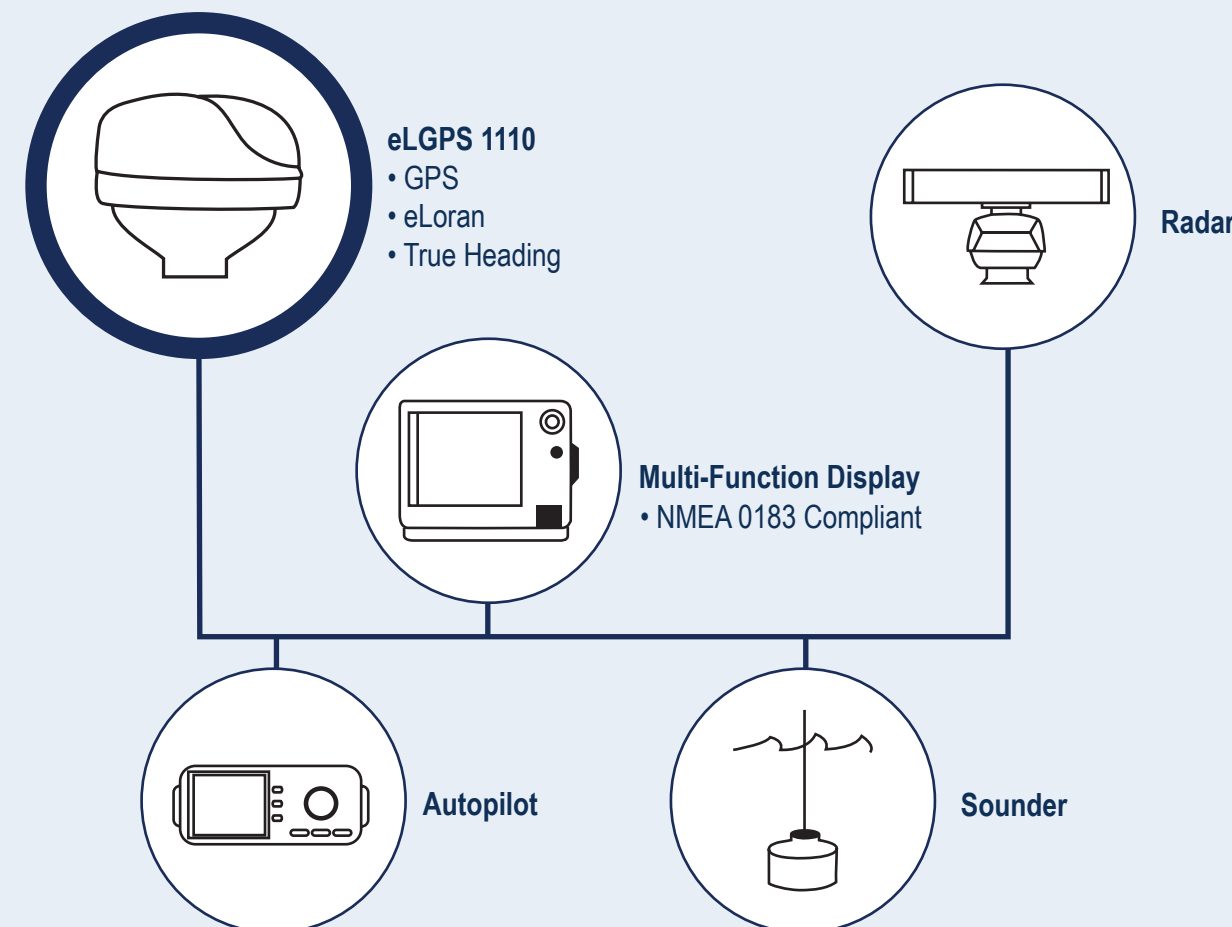 eLGPS 1110
• GPS
• eLoran
• True Heading
Radar
Multi-Function Display
• NMEA 0183 Compliant
Autopilot
Sounder